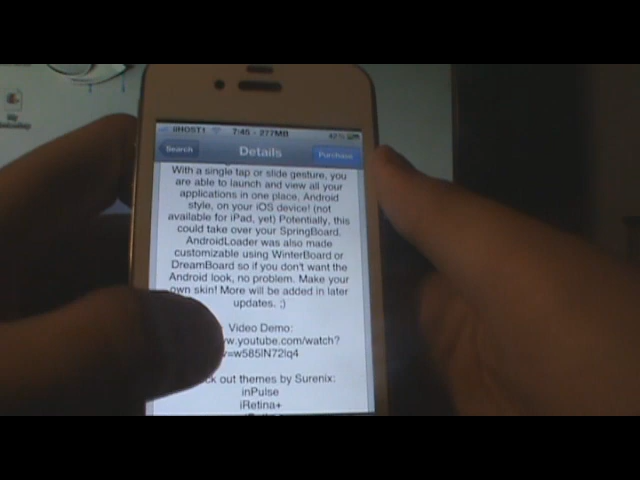 My
IIHOST1 7:45 - 277MB 42%
Search Details Purchase
With a single tap or slide gesture, you
are able to launch and view all your
applications in one place, Android
style, on your iOS device! (not
available for iPad, yet) Potentially, this
could take over your SpringBoard.
AndroidLoader was also made
customizable using WinterBoard or
DreamBoard so if you don't want the
Android look, no problem. Make your
own skin! More will be added in later
updates. ;)
Video Demo:
w.youtube.com/watch?
v=w585IN72lq4
ck out themes by Surenix:
inPulse
iRetina+